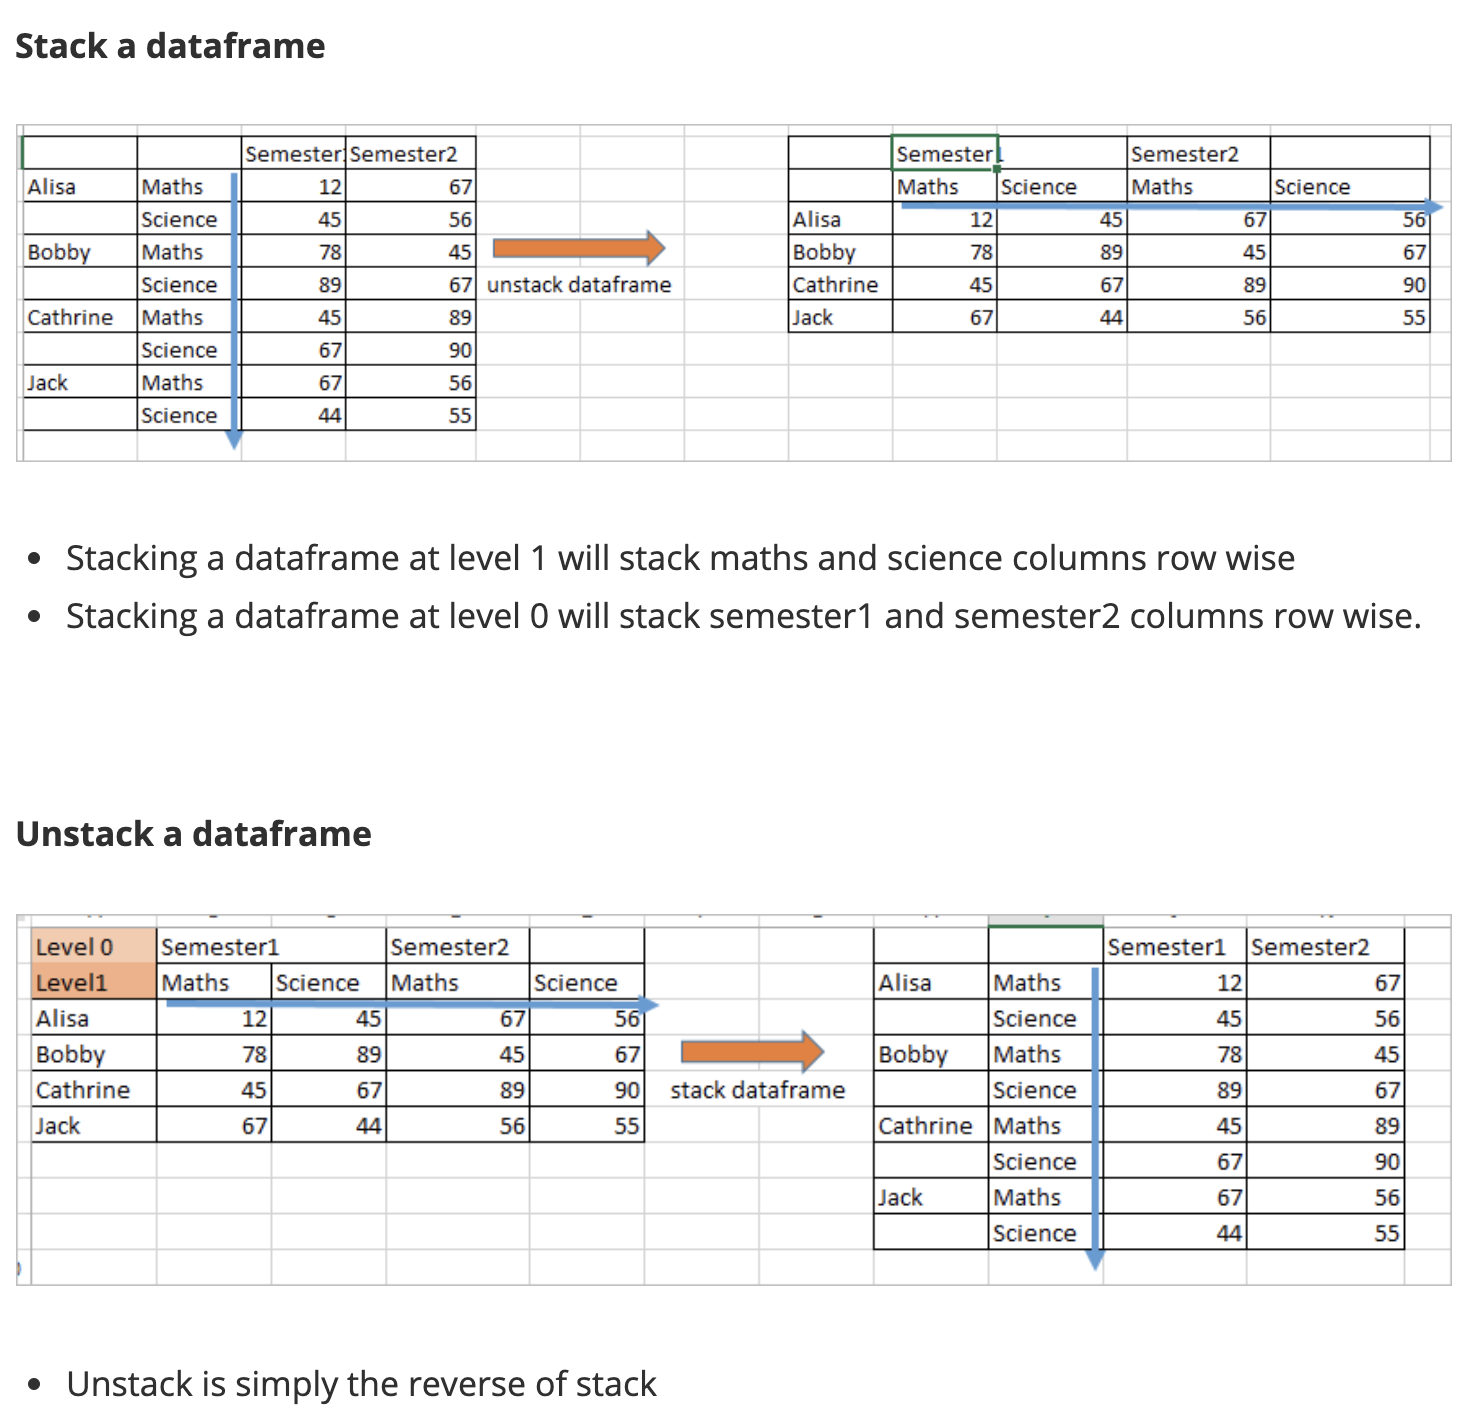 Stack a dataframe
Semester1 Semester2
Alisa Maths 12 67
Science 45 56
Bobby Maths 78 45
Science 89 67
Cathrine Maths 45 89
Science 67 90
Jack Maths 67 56
Science 44 55
unstack dataframe
Semester1 Semester2
Maths Science Maths Science
Alisa 12 45 67 56
Bobby 78 89 45 67
Cathrine 45 67 89 90
Jack 67 44 56 55
• Stacking a dataframe at level 1 will stack maths and science columns row wise
• Stacking a dataframe at level 0 will stack semester1 and semester2 columns row wise.
Unstack a dataframe
Level 0 Semester1 Semester2
Level1 Maths Science Maths Science
Alisa 12 45 67 56
Bobby 78 89 45 67
Cathrine 45 67 89 90
Jack 67 44 56 55
stack dataframe
Semester1 Semester2
Alisa Maths 12 67
Science 45 56
Bobby Maths 78 45
Science 89 67
Cathrine Maths 45 89
Science 67 90
Jack Maths 67 56
Science 44 55
• Unstack is simply the reverse of stack